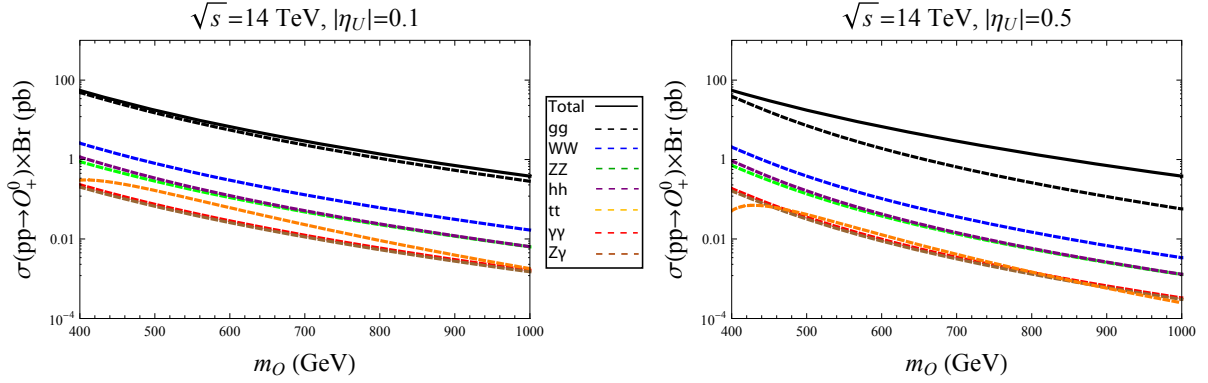 √s =14 TeV, |η_U|=0.1
σ(pp→O₊⁰)×Br (pb)
100
1
0.01
10⁻⁴
400 500 600 700 800 900 1000
m_O (GeV)
Total
gg
WW
ZZ
hh
tt
γγ
Zγ
√s =14 TeV, |η_U|=0.5
σ(pp→O₊⁰)×Br (pb)
100
1
0.01
10⁻⁴
400 500 600 700 800 900 1000
m_O (GeV)